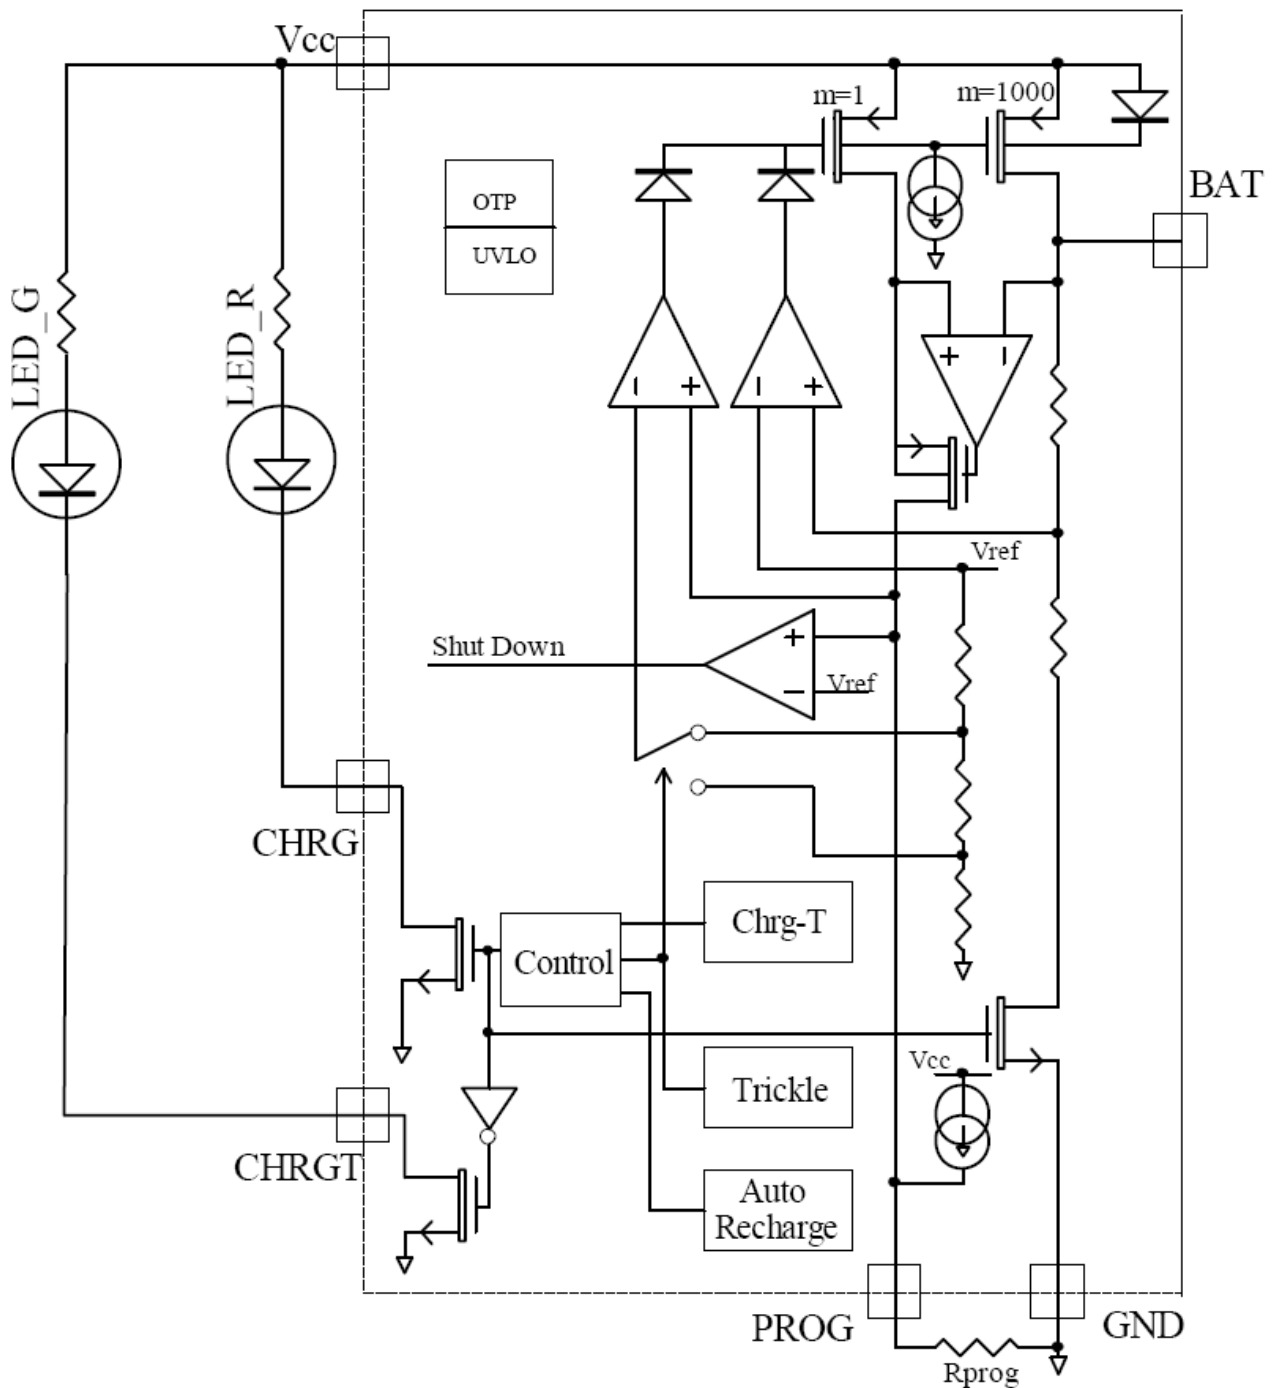 Vcc
m=1
m=1000
BAT
OTP
UVLO
LED_G
LED_R
Vref
Shut Down
Vref
CHRG
Chrg-T
Control
Vcc
Trickle
CHRGT
Auto
Recharge
PROG
GND
Rprog